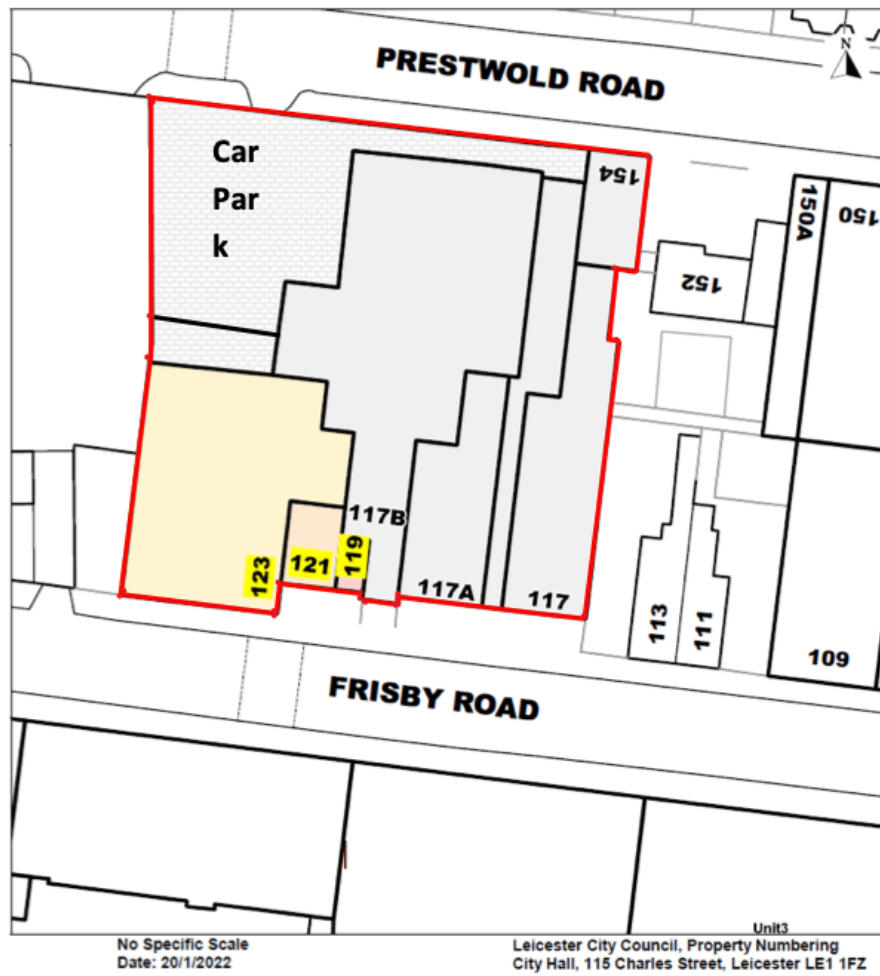 N
PRESTWOLD ROAD
Car
Par
k
154
150A
150
152
117B
123
121
119
117A
117
113
111
109
FRISBY ROAD
Unit3
No Specific Scale
Date: 20/1/2022
Leicester City Council, Property Numbering
City Hall, 115 Charles Street, Leicester LE1 1FZ